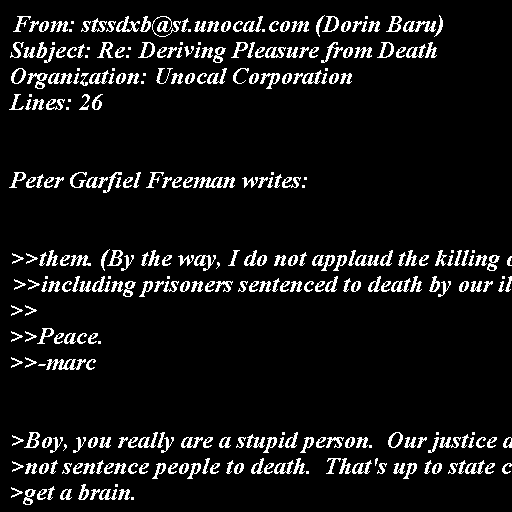 From: stssdxb@st.unocal.com (Dorin Baru)
Subject: Re: Deriving Pleasure from Death
Organization: Unocal Corporation
Lines: 26
Peter Garfiel Freeman writes:
>>them. (By the way, I do not applaud the killing
>>including prisoners sentenced to death by our
>>
>>Peace.
>>-marc
>Boy, you really are a stupid person.  Our justice
>not sentence people to death.  That's up to state
>get a brain.